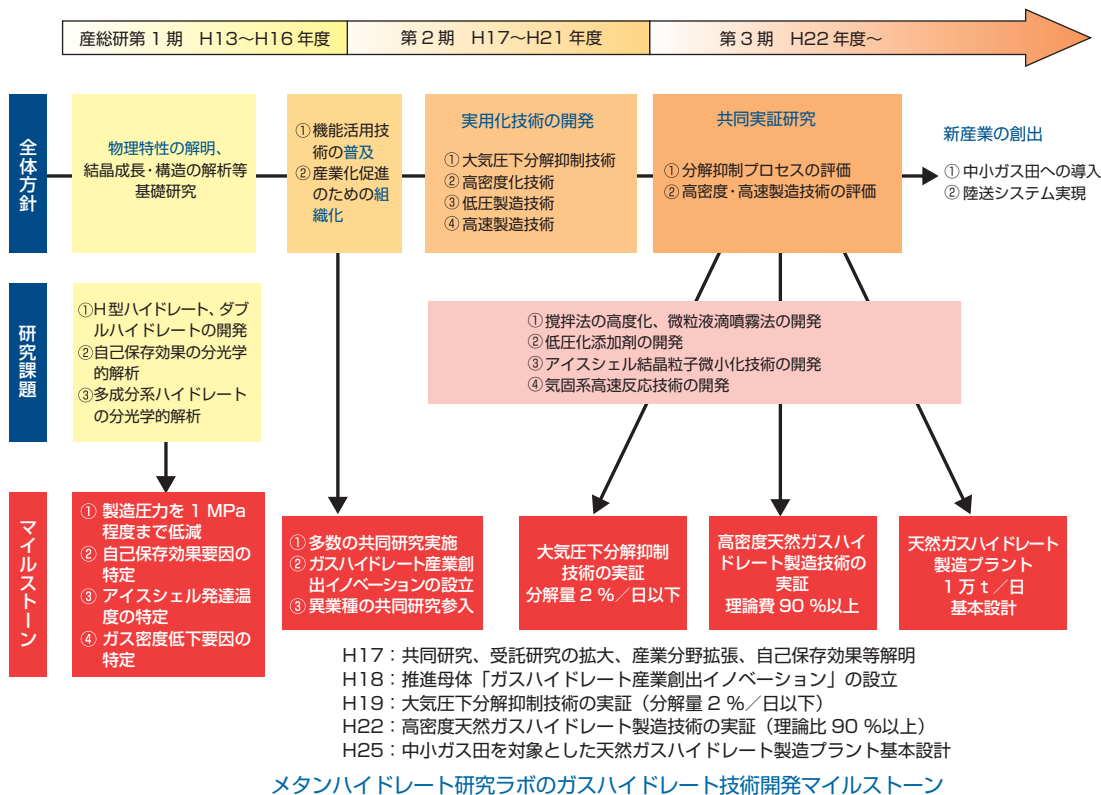 産総研第1期 H13～H16年度
第2期 H17～H21年度
第3期 H22年度～
全体方針
物理特性の解明、
結晶成長・構造の解析等
基礎研究
① 機能活用技
術の普及
② 産業化促進
のための組
織化
実用化技術の開発
① 大気圧下分解抑制技術
② 高密度化技術
③ 低圧製造技術
④ 高速製造技術
共同実証研究
① 分解抑制プロセスの評価
② 高密度・高速製造技術の評価
新産業の創出
① 中小ガス田への導入
② 陸送システム実現
研究課題
①H型ハイドレート、ダブ
ルハイドレートの開発
②自己保存効果の分光学
的解析
③多成分系ハイドレート
の分光学的解析
① 撹拌法の高度化、微粒液滴噴霧法の開発
② 低圧化添加剤の開発
③ アイスシェル結晶粒子微小化技術の開発
④ 気固系高速反応技術の開発
マイルストーン
① 製造圧力を 1 MPa
程度まで低減
② 自己保存効果要因の
特定
③ アイスシェル発達温
度の特定
④ ガス密度低下要因の
特定
① 多数の共同研究実施
② ガスハイドレート産業創
出イノベーションの設立
③ 異業種の共同研究参入
大気圧下分解抑制
技術の実証
分解量 2 %／日以下
高密度天然ガスハイ
ドレート製造技術の
実証
理論費 90 %以上
天然ガスハイドレート
製造プラント
1 万 t ／日
基本設計
H17：共同研究、受託研究の拡大、産業分野拡張、自己保存効果等解明
H18：推進母体「ガスハイドレート産業創出イノベーション」の設立
H19：大気圧下分解抑制技術の実証（分解量 2 %／日以下）
H22：高密度天然ガスハイドレート製造技術の実証（理論比 90 %以上）
H25：中小ガス田を対象とした天然ガスハイドレート製造プラント基本設計
メタンハイドレート研究ラボのガスハイドレート技術開発マイルストーン